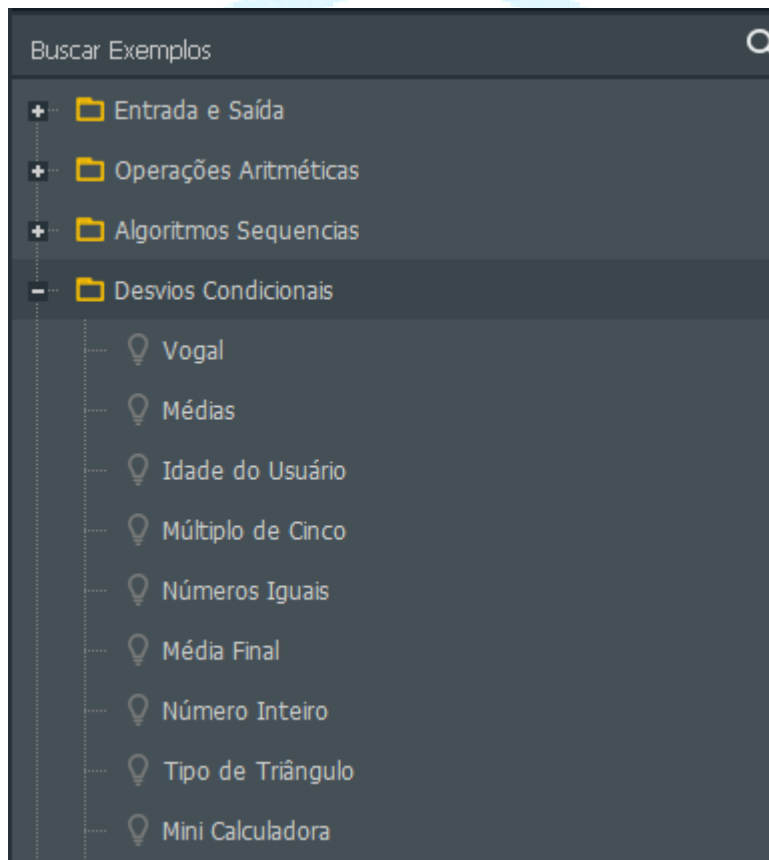 Buscar Exemplos
Entrada e Saída
Operações Aritméticas
Algoritmos Sequencias
Desvios Condicionais
Vogal
Médias
Idade do Usuário
Múltiplo de Cinco
Números Iguais
Média Final
Número Inteiro
Tipo de Triângulo
Mini Calculadora